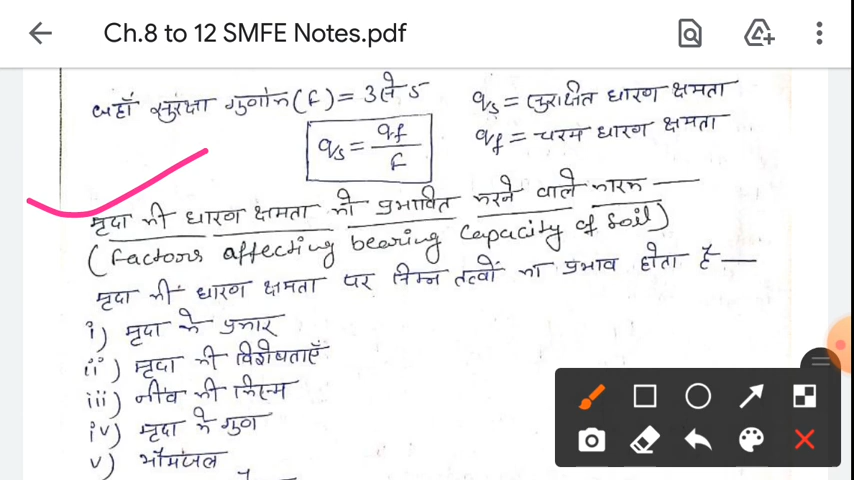 Ch.8 to 12 SMFE Notes.pdf
जहाँ सुरक्षा गुणांक (F) = 3 से 5
qs = सुरक्षित धारण क्षमता
qf = चरम धारण क्षमता
qs = qf / F
मृदा की धारण क्षमता को प्रभावित करने वाले कारक —
(Factors affecting bearing capacity of soil)
मृदा की धारण क्षमता पर निम्न तत्वों का प्रभाव होता है —
i) मृदा के प्रकार
ii) मृदा की विशेषताएँ
iii) नींव की किस्म
iv) मृदा के गुण
v) भौमजल